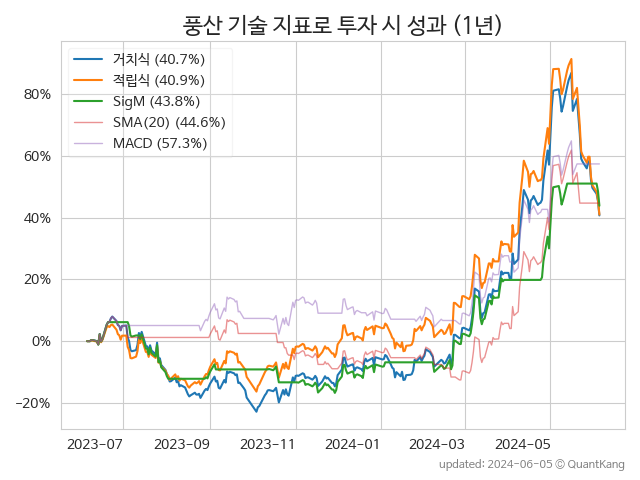 풍산 기술 지표로 투자 시 성과 (1년)
거치식 (40.7%)
적립식 (40.9%)
SigM (43.8%)
SMA(20) (44.6%)
MACD (57.3%)
80%
60%
40%
20%
0%
−20%
2023-07 2023-09 2023-11 2024-01 2024-03 2024-05
updated: 2024-06-05 © QuantKang